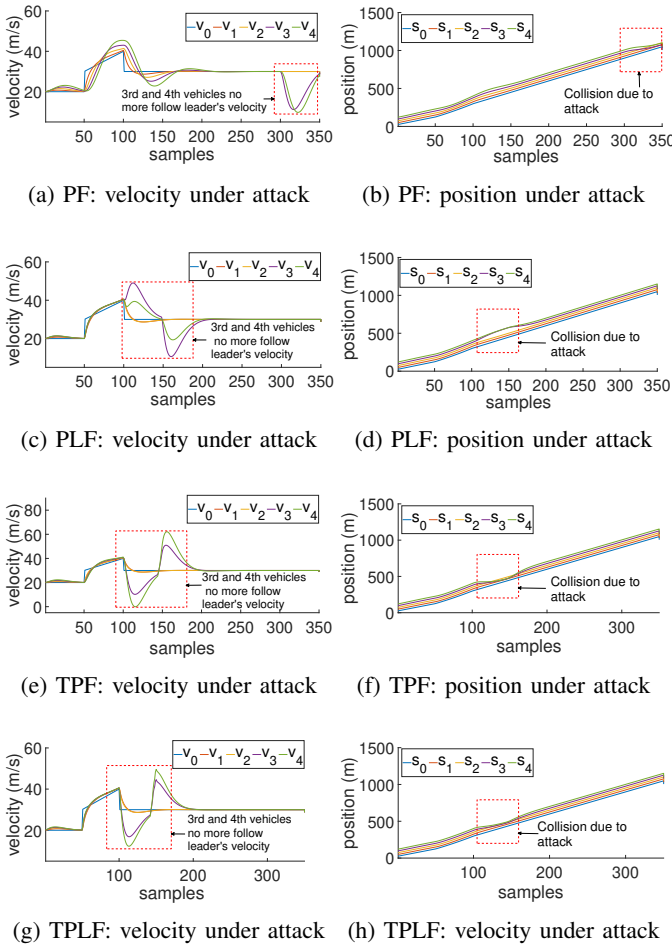 v0 v1 v2 v3 v4
velocity (m/s)
60
40
20
3rd and 4th vehicles no
more follow
leader's velocity
50 100 150 200 250 300 350
samples
(a) PF: velocity under attack
s0 s1 s2 s3 s4
position (m)
1500
1000
500
0
Collision due to
attack
50 100 150 200 250 300 350
samples
(b) PF: position under attack
v0 v1 v2 v3 v4
velocity (m/s)
60
40
20
3rd and 4th vehicles
no more follow
leader's velocity
50 100 150 200 250 300 350
samples
(c) PLF: velocity under attack
s0 s1 s2 s3 s4
position (m)
1500
1000
500
0
Collision due to
attack
50 100 150 200 250 300 350
samples
(d) PLF: position under attack
v0 v1 v2 v3 v4
velocity (m/s)
80
60
40
20
0
3rd and 4th vehicles
no more follow
leader's velocity
50 100 150 200 250 300 350
samples
(e) TPF: velocity under attack
s0 s1 s2 s3 s4
position (m)
1500
1000
500
0
Collision due to
attack
100 200 300
samples
(f) TPF: position under attack
v0 v1 v2 v3 v4
velocity (m/s)
60
40
20
3rd and 4th vehicles
no more follow
leader's velocity
100 200 300
samples
(g) TPLF: velocity under attack
s0 s1 s2 s3 s4
position (m)
1500
1000
500
0
Collision due to
attack
100 200 300
samples
(h) TPLF: velocity under attack